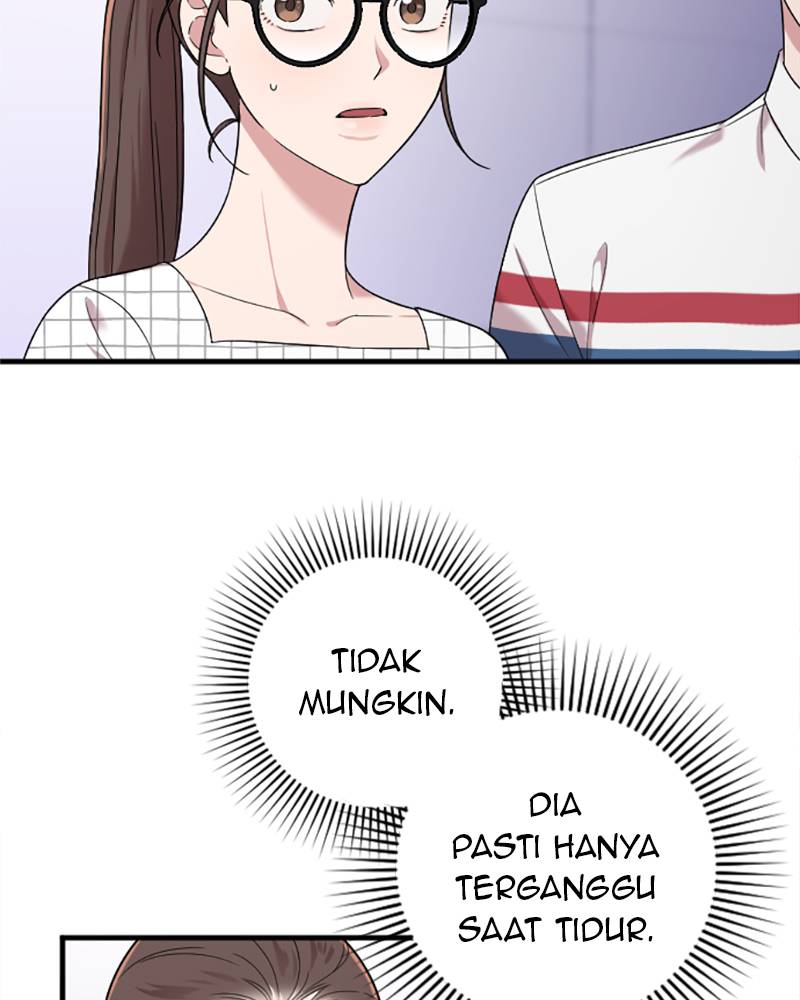 TIDAK
MUNGKIN.
DIA
PASTI HANYA
TERGANGGU
SAAT TIDUR.